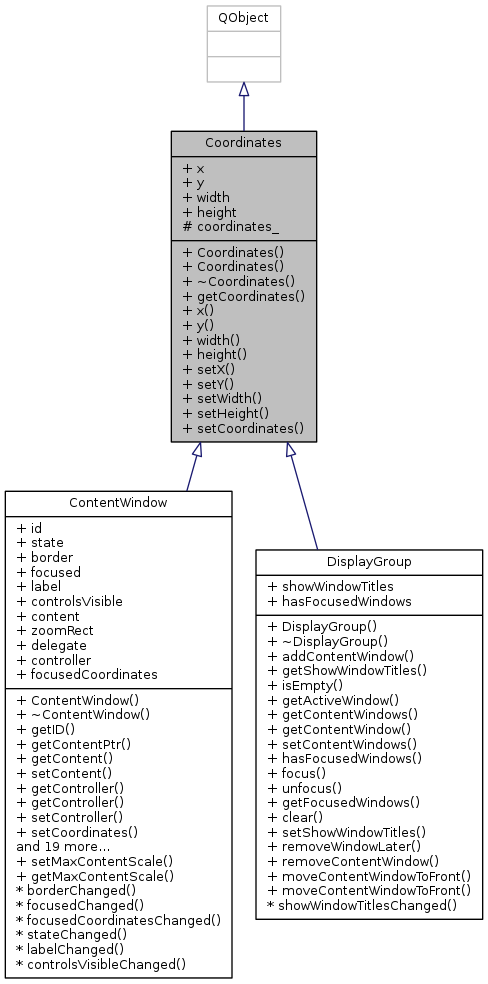 QObject
Coordinates
+ x
+ y
+ width
+ height
# coordinates_
+ Coordinates()
+ Coordinates()
+ ~Coordinates()
+ getCoordinates()
+ x()
+ y()
+ width()
+ height()
+ setX()
+ setY()
+ setWidth()
+ setHeight()
+ setCoordinates()
ContentWindow
+ id
+ state
+ border
+ focused
+ label
+ controlsVisible
+ content
+ zoomRect
+ delegate
+ controller
+ focusedCoordinates
+ ContentWindow()
+ ~ContentWindow()
+ getID()
+ getContentPtr()
+ getContent()
+ setContent()
+ getController()
+ getController()
+ setController()
+ setCoordinates()
and 19 more...
+ setMaxContentScale()
+ getMaxContentScale()
* borderChanged()
* focusedChanged()
* focusedCoordinatesChanged()
* stateChanged()
* labelChanged()
* controlsVisibleChanged()
DisplayGroup
+ showWindowTitles
+ hasFocusedWindows
+ DisplayGroup()
+ ~DisplayGroup()
+ addContentWindow()
+ getShowWindowTitles()
+ isEmpty()
+ getActiveWindow()
+ getContentWindows()
+ getContentWindow()
+ setContentWindows()
+ hasFocusedWindows()
+ focus()
+ unfocus()
+ getFocusedWindows()
+ clear()
+ setShowWindowTitles()
+ removeWindowLater()
+ removeContentWindow()
+ moveContentWindowToFront()
+ moveContentWindowToFront()
* showWindowTitlesChanged()